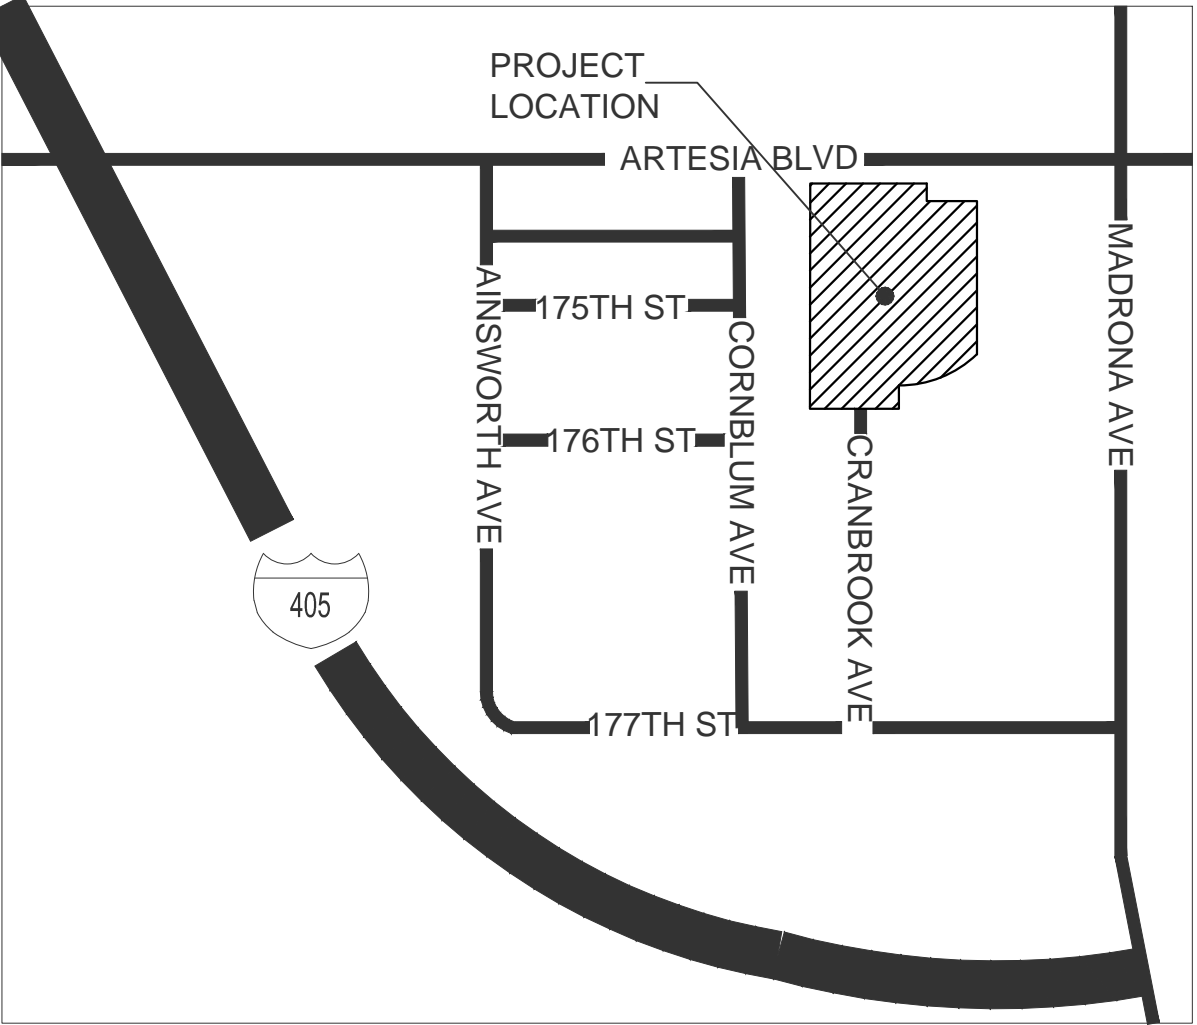 PROJECT
LOCATION
ARTESIA BLVD
MADRONA AVE
AINSWORTH AVE
175TH ST
CORNBLUM AVE
176TH ST
CRANBROOK AVE
405
177TH ST